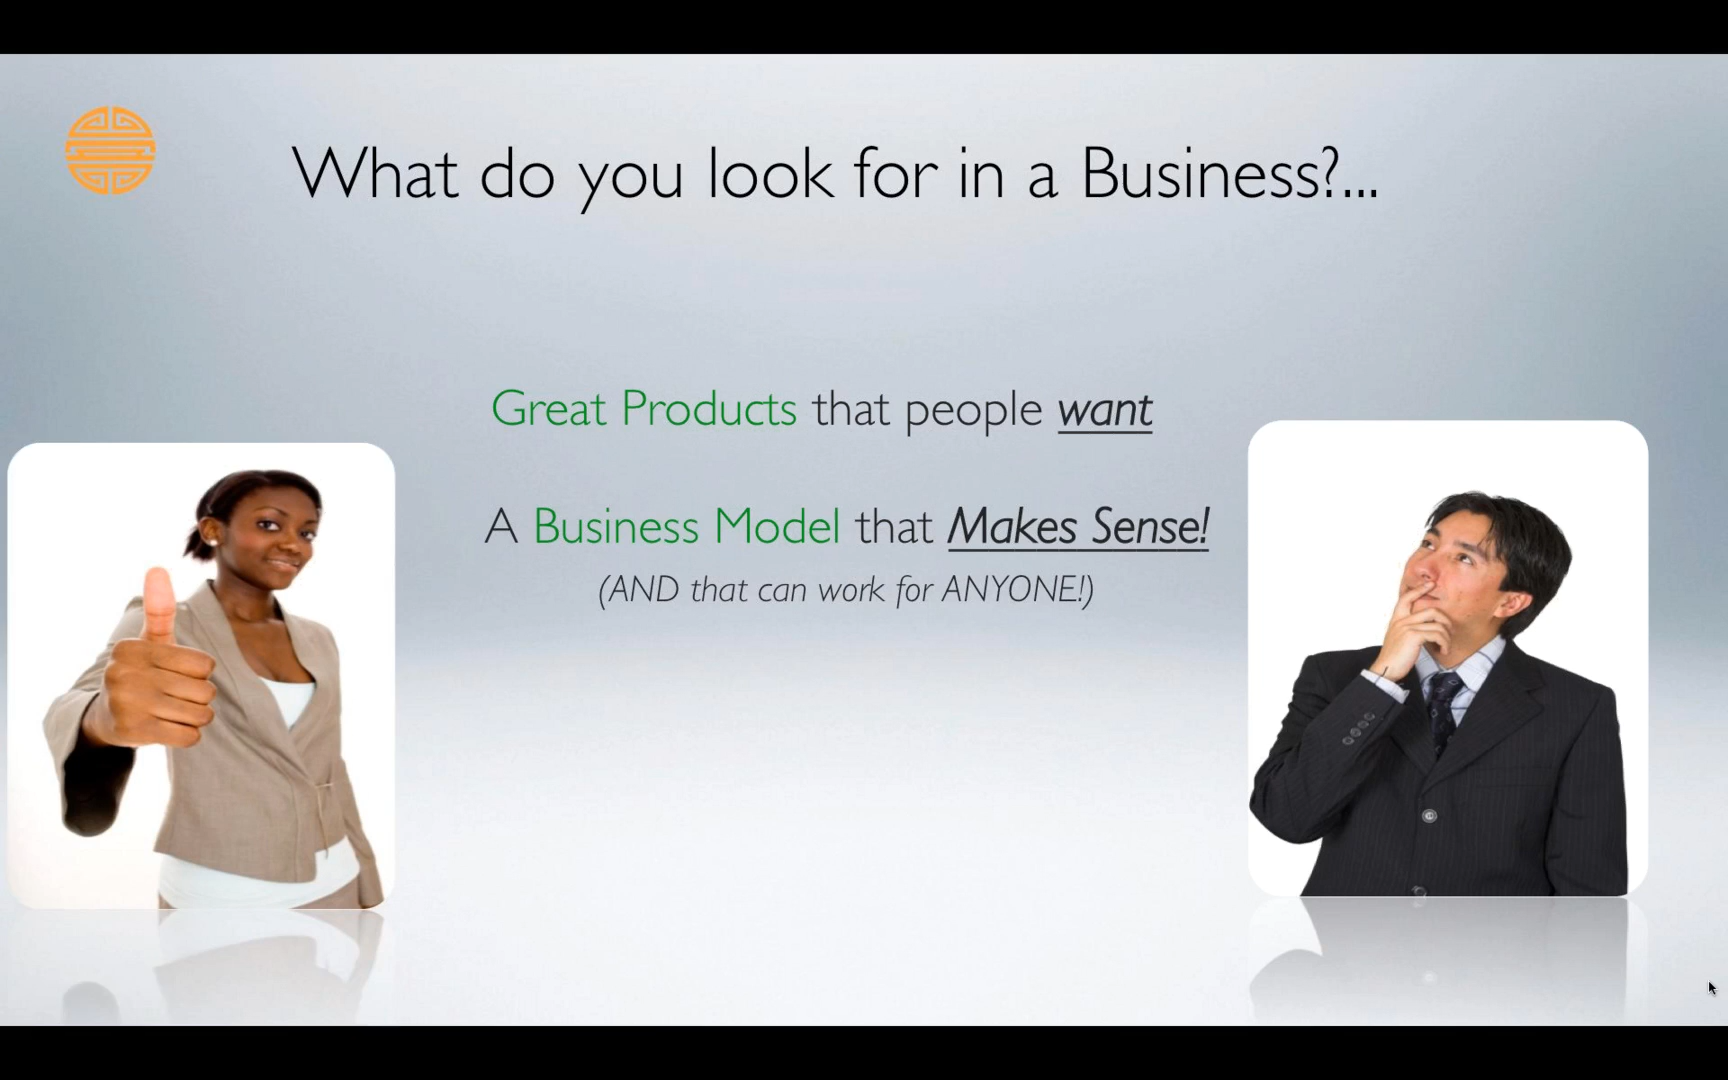 What do you look for in a Business?...
Great Products that people want
A Business Model that Makes Sense!
(AND that can work for ANYONE!)